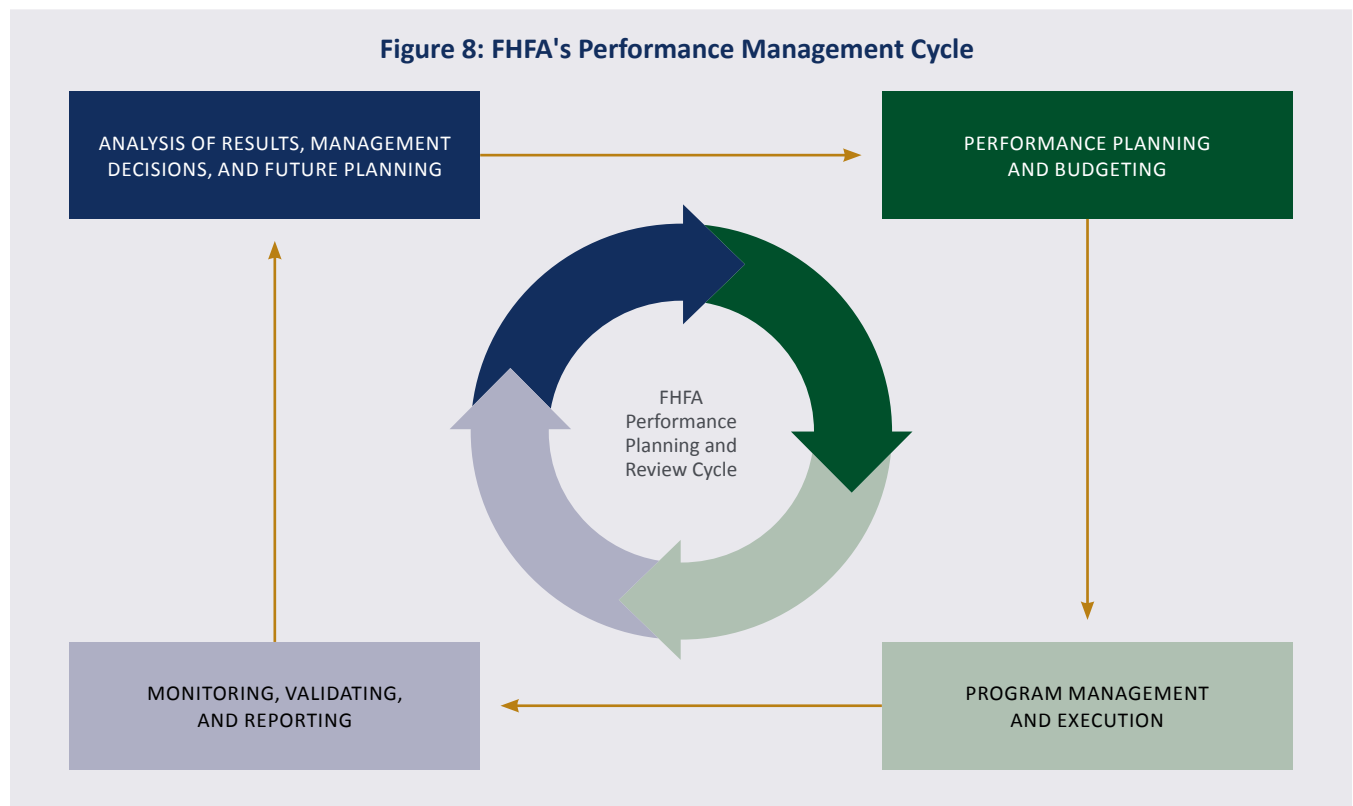 Figure 8: FHFA's Performance Management Cycle
ANALYSIS OF RESULTS, MANAGEMENT
DECISIONS, AND FUTURE PLANNING
PERFORMANCE PLANNING
AND BUDGETING
FHFA
Performance
Planning and
Review Cycle
MONITORING, VALIDATING,
AND REPORTING
PROGRAM MANAGEMENT
AND EXECUTION